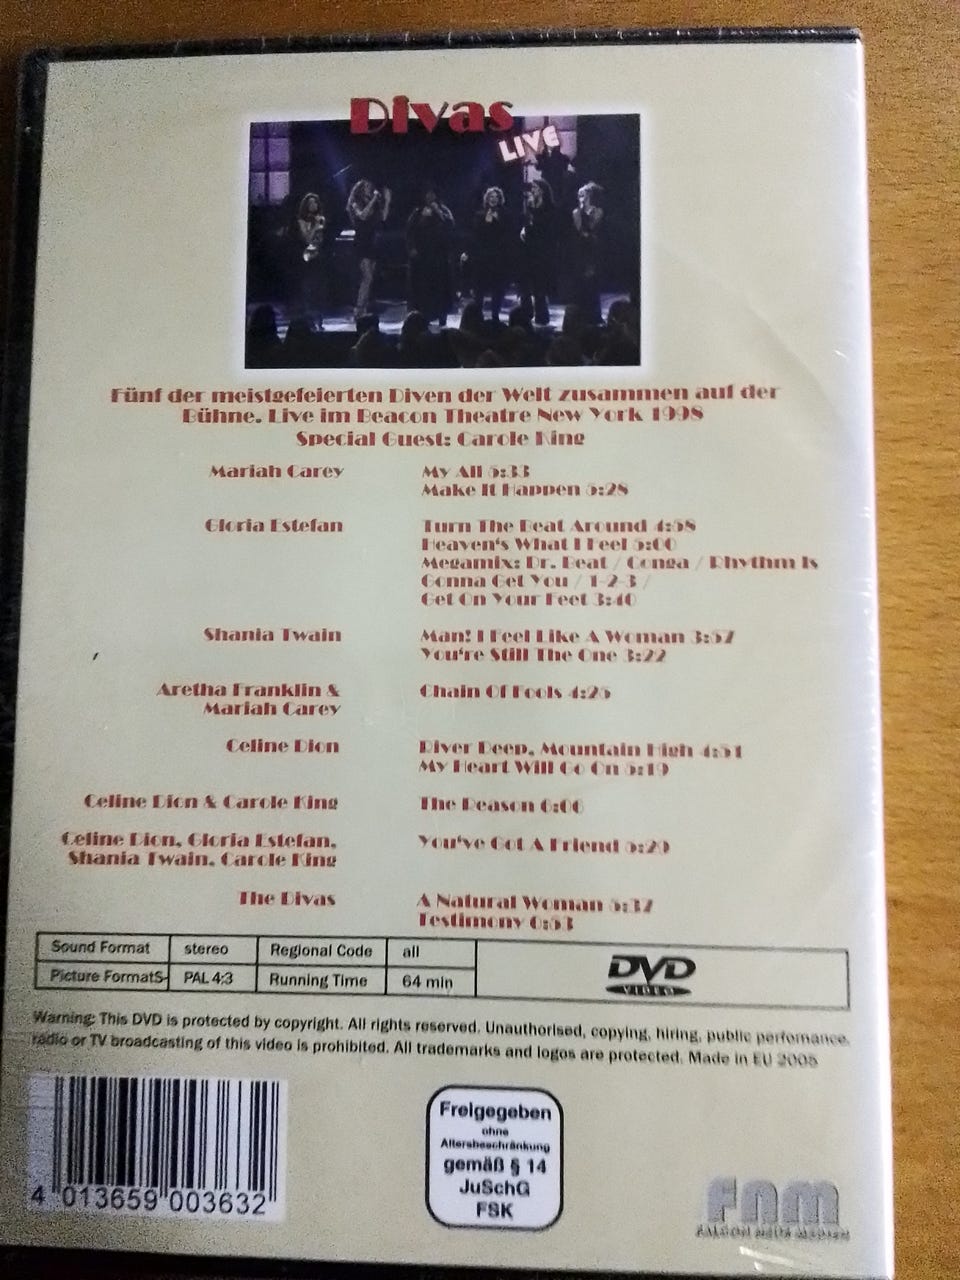 Divas
LIVE
Fünf der meistgefeierten Diven der Welt zusammen auf der
Bühne. Live im Beacon Theatre New York 1998
Special Guest: Carole King
Mariah Carey My All 5:33
Make It Happen 5:28
Gloria Estefan Turn The Beat Around 4:58
Heaven's What I Feel 5:00
Megamix: Dr. Beat / Conga / Rhythm Is
Gonna Get You / 1-2-3 /
Get On Your Feet 3:40
Shania Twain Man! I Feel Like A Woman 3:57
You're Still The One 3:22
Aretha Franklin & Chain Of Fools 4:25
Mariah Carey
Celine Dion River Deep, Mountain High 4:51
My Heart Will Go On 5:19
Celine Dion & Carole King The Reason 6:06
Celine Dion, Gloria Estefan, You've Got A Friend 5:29
Shania Twain, Carole King
The Divas A Natural Woman 5:37
Testimony 6:53
Sound Format stereo Regional Code all
Picture FormatS- PAL 4:3 Running Time 64 min
DVD
VIDEO
Warning: This DVD is protected by copyright. All rights reserved. Unauthorised, copying, hiring, public perfomance,
radio or TV broadcasting of this video is prohibited. All trademarks and logos are protected. Made in EU 2005
4 013659 003632
Freigegeben
ohne
Altersbeschränkung
gemäß § 14
JuSchG
FSK
fnm
FALCON NEUE MEDIEN